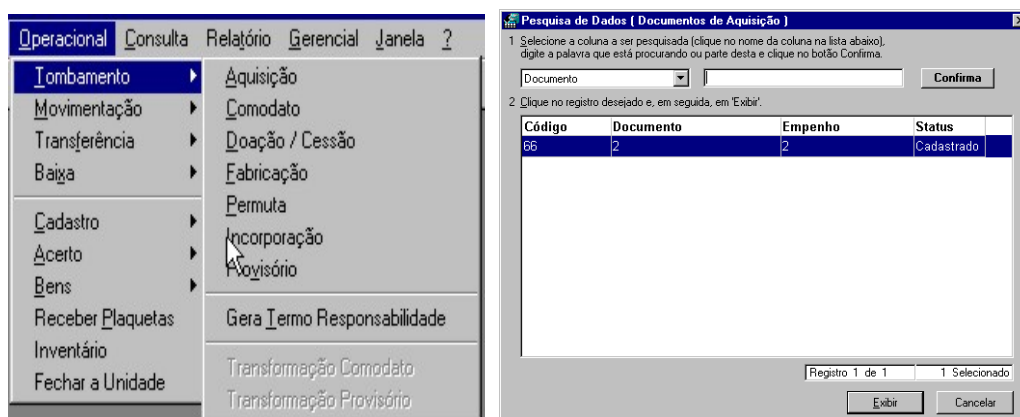 Operacional Consulta Relatório Gerencial Janela ?
Tombamento
Movimentação
Transferência
Baixa
Cadastro
Acerto
Bens
Receber Plaquetas
Inventário
Fechar a Unidade
Aquisição
Comodato
Doação / Cessão
Fabricação
Permuta
Incorporação
Provisório
Gera Termo Responsabilidade
Transformação Comodato
Transformação Provisório
Pesquisa de Dados ( Documentos de Aquisição )
1 Selecione a coluna a ser pesquisada (clique no nome da coluna na lista abaixo),
digite a palavra que está procurando ou parte desta e clique no botão Confirma.
Documento Confirma
2 Clique no registro desejado e, em seguida, em 'Exibir'.
Código Documento Empenho Status
66 2 2 Cadastrado
Registro 1 de 1 1 Selecionado
Exibir Cancelar